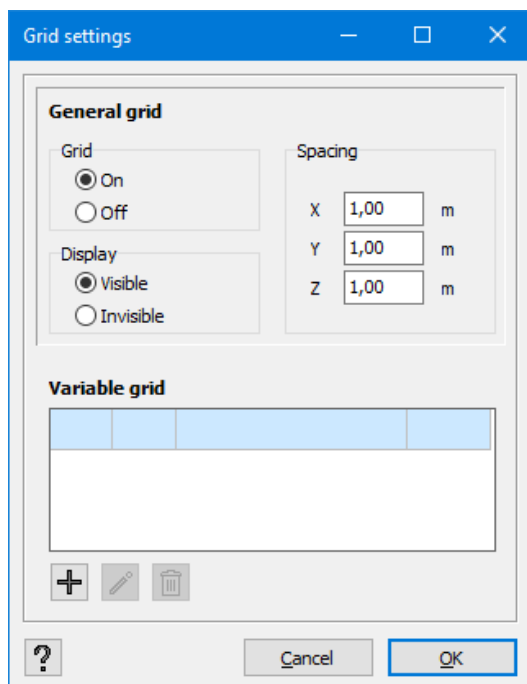 Grid settings
General grid
Grid
On
Off
Display
Visible
Invisible
Spacing
X 1,00 m
Y 1,00 m
Z 1,00 m
Variable grid
? Cancel OK